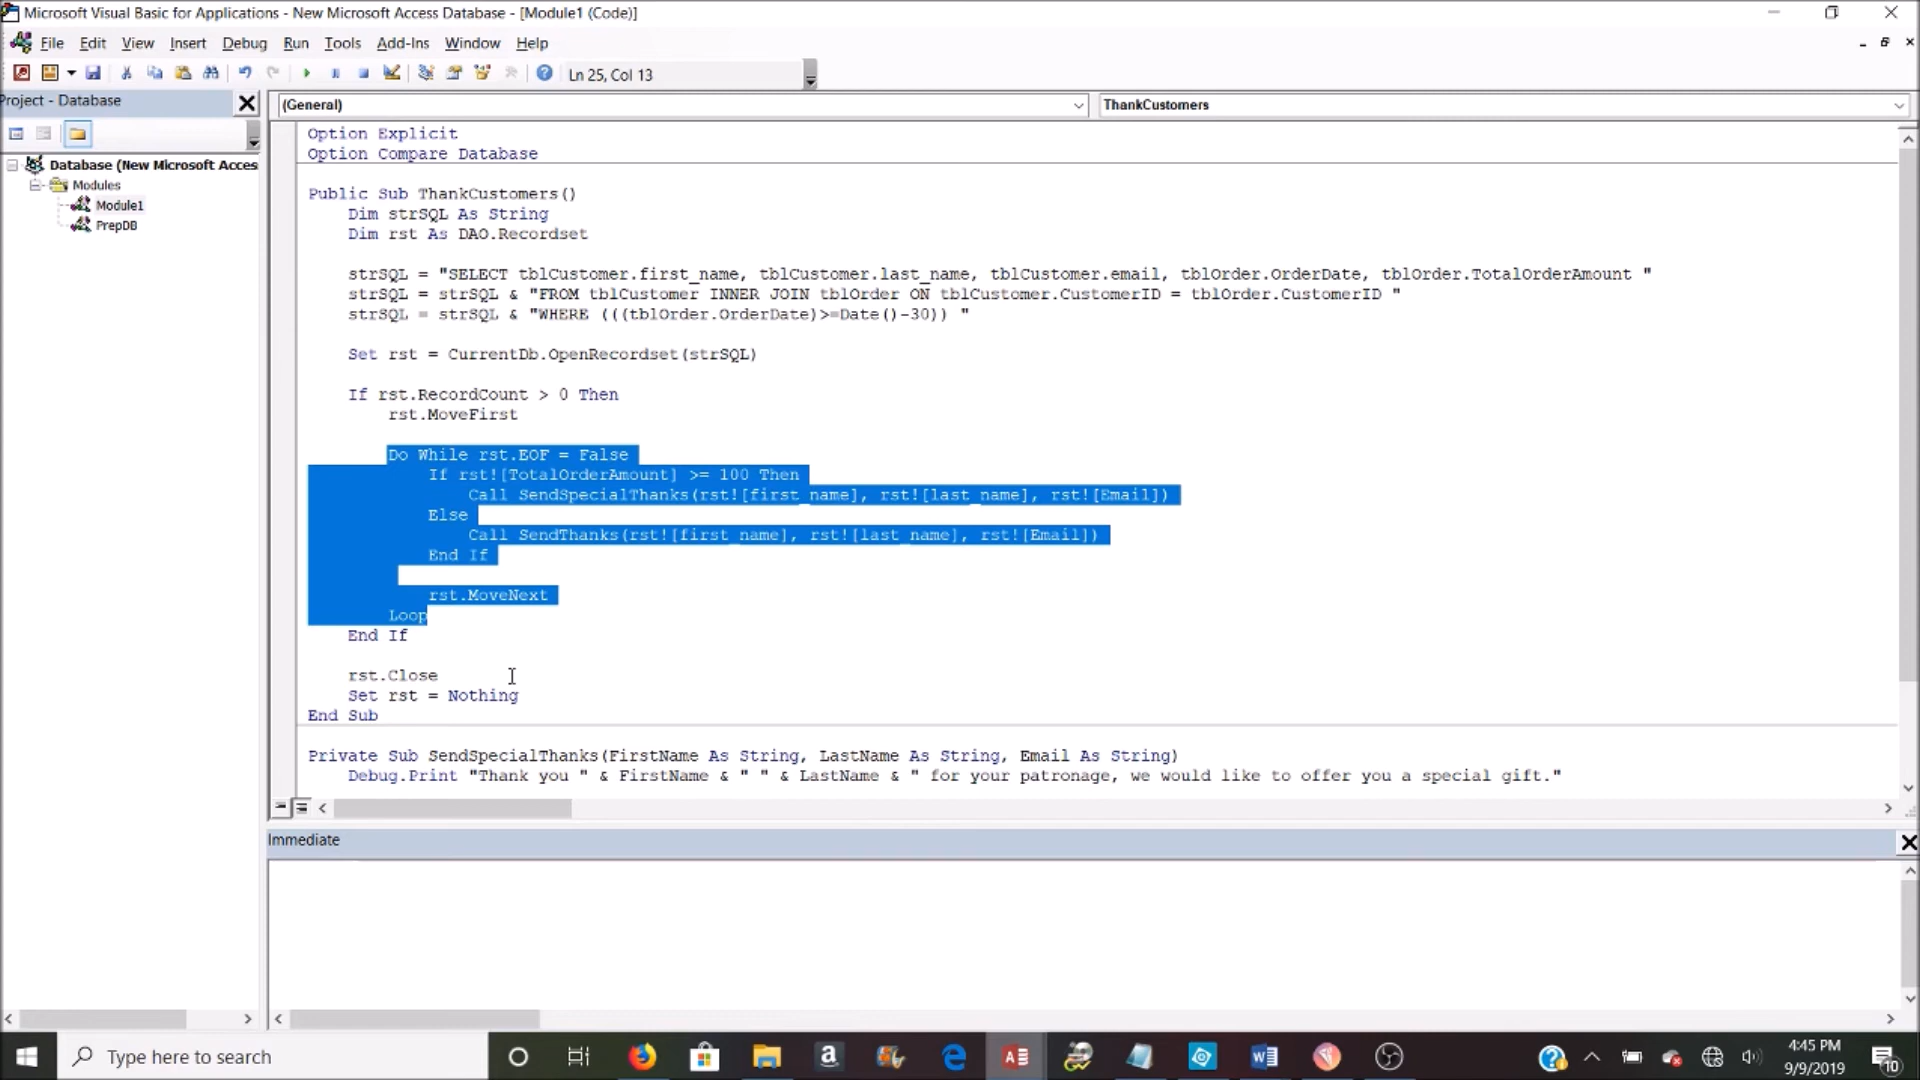 Microsoft Visual Basic for Applications - New Microsoft Access Database - [Module1 (Code)]
File Edit View Insert Debug Run Tools Add-Ins Window Help
Ln 25, Col 13
Project - Database
(General)
ThankCustomers
Database (New Microsoft Acces
Modules
Module1
PrepDB
Option Explicit
Option Compare Database
Public Sub ThankCustomers()
Dim strSQL As String
Dim rst As DAO.Recordset
strSQL = "SELECT tblCustomer.first_name, tblCustomer.last_name, tblCustomer.email, tblOrder.OrderDate, tblOrder.TotalOrderAmount "
strSQL = strSQL & "FROM tblCustomer INNER JOIN tblOrder ON tblCustomer.CustomerID = tblOrder.CustomerID "
strSQL = strSQL & "WHERE (((tblOrder.OrderDate)>=Date()-30)) "
Set rst = CurrentDb.OpenRecordset(strSQL)
If rst.RecordCount > 0 Then
rst.MoveFirst
Do While rst.EOF = False
If rst![TotalOrderAmount] >= 100 Then
Call SendSpecialThanks(rst![first_name], rst![last_name], rst![Email])
Else
Call SendThanks(rst![first_name], rst![last_name], rst![Email])
End If
rst.MoveNext
Loop
End If
rst.Close
Set rst = Nothing
End Sub
Private Sub SendSpecialThanks(FirstName As String, LastName As String, Email As String)
Debug.Print "Thank you " & FirstName & " " & LastName & " for your patronage, we would like to offer you a special gift."
Immediate
Type here to search
4:45 PM
9/9/2019
10